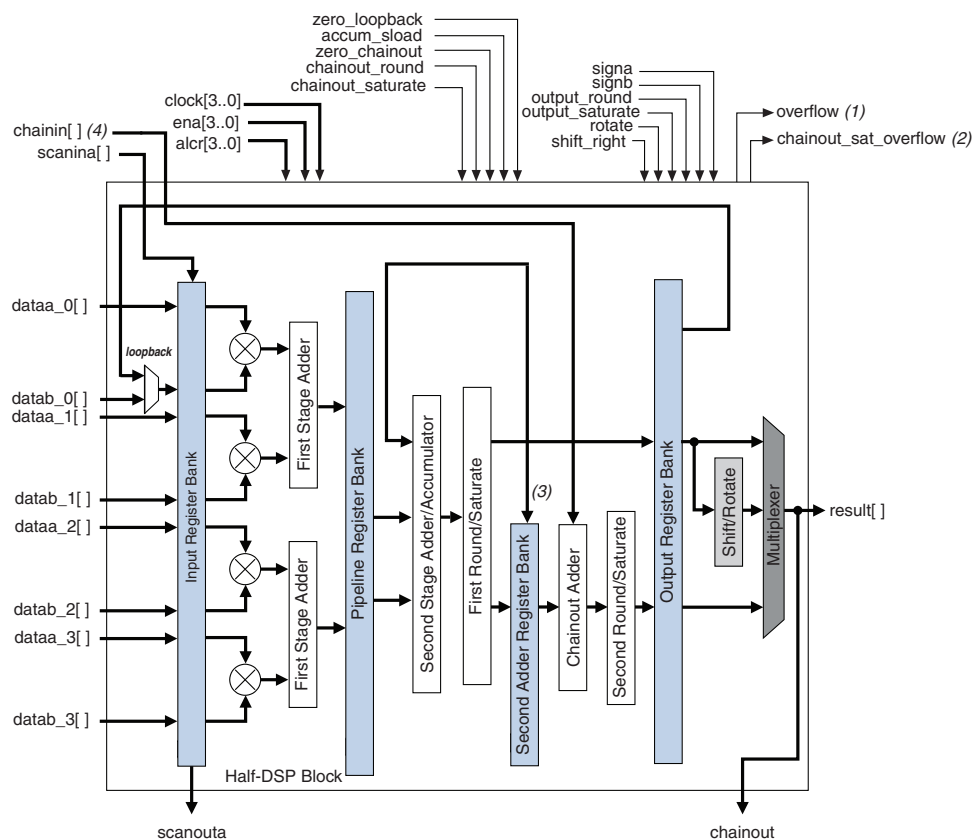 zero_loopback
accum_sload
zero_chainout
chainout_round
chainout_saturate
signa
signb
output_round
output_saturate
rotate
shift_right
clock[3..0]
ena[3..0]
alcr[3..0]
overflow (1)
chainout_sat_overflow (2)
chainin[ ] (4)
scanina[ ]
dataa_0[ ]
loopback
datab_0[ ]
dataa_1[ ]
datab_1[ ]
dataa_2[ ]
datab_2[ ]
dataa_3[ ]
datab_3[ ]
Input Register Bank
First Stage Adder
First Stage Adder
Pipeline Register Bank
Second Stage Adder/Accumulator
First Round/Saturate
(3)
Second Adder Register Bank
Chainout Adder
Second Round/Saturate
Output Register Bank
Shift/Rotate
Multiplexer
result[ ]
Half-DSP Block
scanouta
chainout